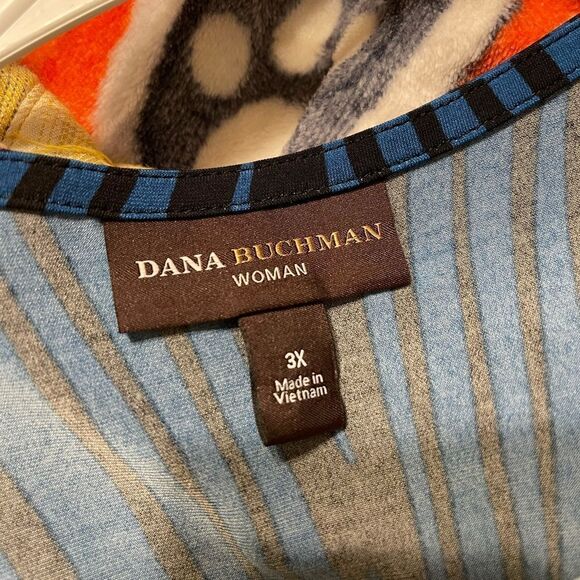 DANA BUCHMAN
WOMAN
3X
Made in
Vietnam